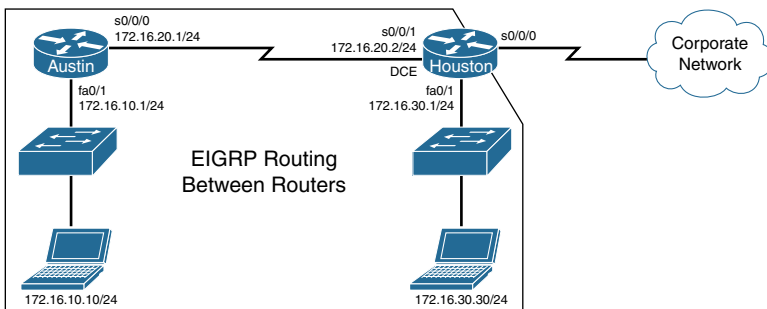 s0/0/0
172.16.20.1/24
s0/0/1
172.16.20.2/24
s0/0/0
Corporate
Network
Austin
DCE
Houston
fa0/1
172.16.10.1/24
fa0/1
172.16.30.1/24
EIGRP Routing
Between Routers
172.16.10.10/24
172.16.30.30/24